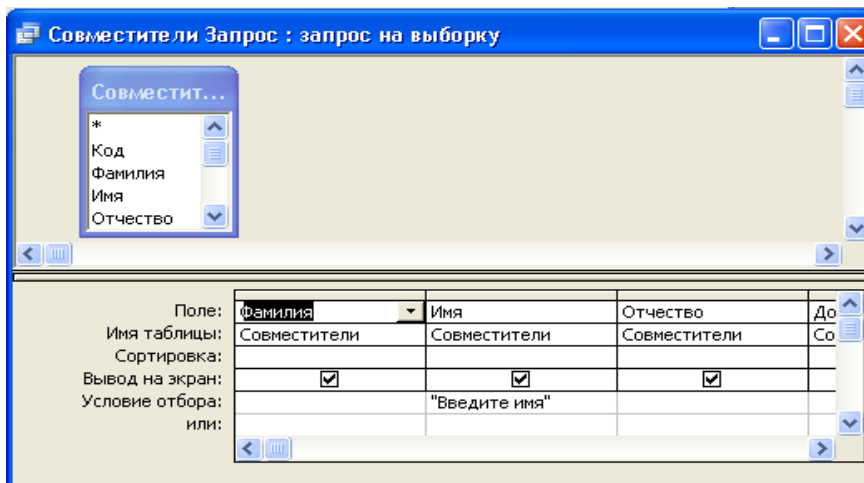 Совместители Запрос : запрос на выборку
Совместит...
*
Код
Фамилия
Имя
Отчество
Поле: Фамилия Имя Отчество До
Имя таблицы: Совместители Совместители Совместители Со
Сортировка:
Вывод на экран:
Условие отбора: "Введите имя"
или: